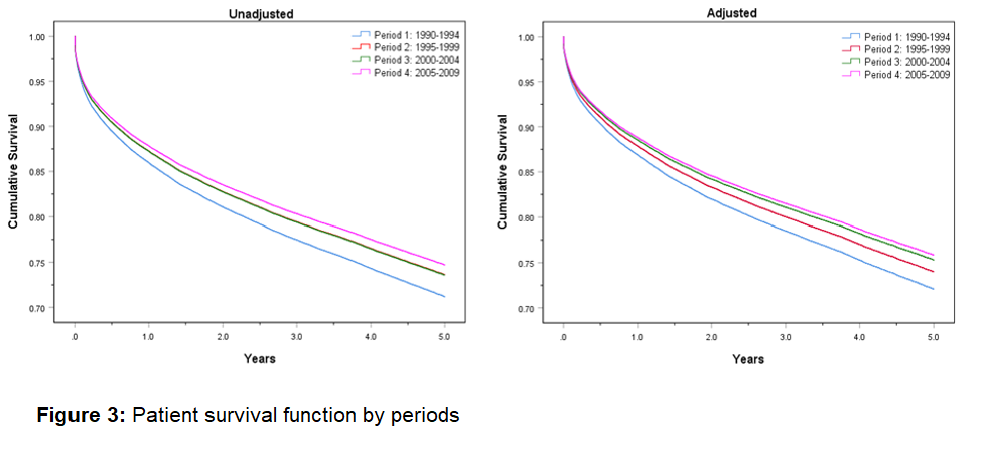 Unadjusted
Cumulative Survival
1.00
0.95
0.90
0.85
0.80
0.75
0.70
Period 1: 1990-1994
Period 2: 1995-1999
Period 3: 2000-2004
Period 4: 2005-2009
.0 1.0 2.0 3.0 4.0 5.0
Years
Adjusted
Cumulative Survival
1.00
0.95
0.90
0.85
0.80
0.75
0.70
Period 1: 1990-1994
Period 2: 1995-1999
Period 3: 2000-2004
Period 4: 2005-2009
.0 1.0 2.0 3.0 4.0 5.0
Years
Figure 3: Patient survival function by periods